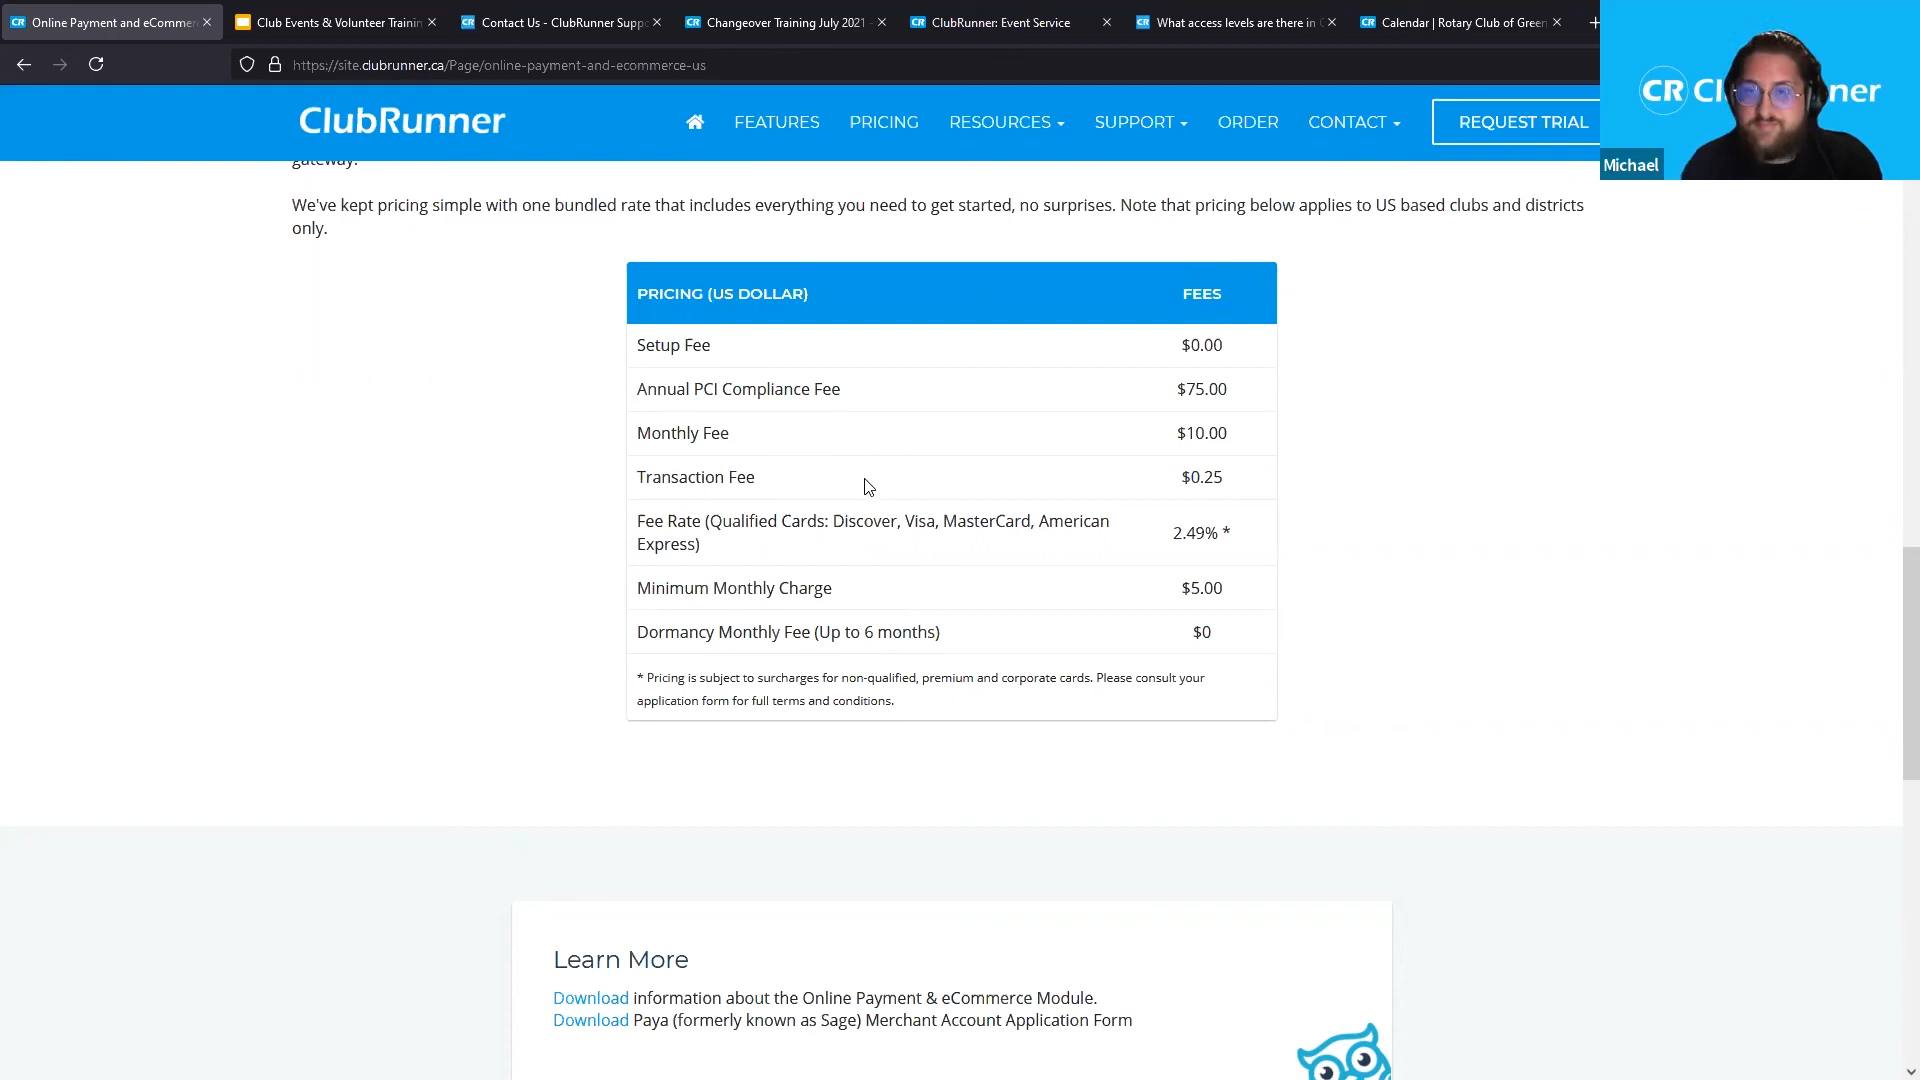 Online Payment and eCommer
Club Events & Volunteer Trainin
Contact Us - ClubRunner Suppo
Changeover Training July 2021 -
ClubRunner: Event Service
What access levels are there in C
Calendar | Rotary Club of Green
https://site.clubrunner.ca/Page/online-payment-and-ecommerce-us
ClubRunner
FEATURES
PRICING
RESOURCES
SUPPORT
ORDER
CONTACT
REQUEST TRIAL
CR Cl ner
Michael
gateway.
We've kept pricing simple with one bundled rate that includes everything you need to get started, no surprises. Note that pricing below applies to US based clubs and districts
only.
PRICING (US DOLLAR) FEES
Setup Fee $0.00
Annual PCI Compliance Fee $75.00
Monthly Fee $10.00
Transaction Fee $0.25
Fee Rate (Qualified Cards: Discover, Visa, MasterCard, American
Express) 2.49% *
Minimum Monthly Charge $5.00
Dormancy Monthly Fee (Up to 6 months) $0
* Pricing is subject to surcharges for non-qualified, premium and corporate cards. Please consult your
application form for full terms and conditions.
Learn More
Download information about the Online Payment & eCommerce Module.
Download Paya (formerly known as Sage) Merchant Account Application Form